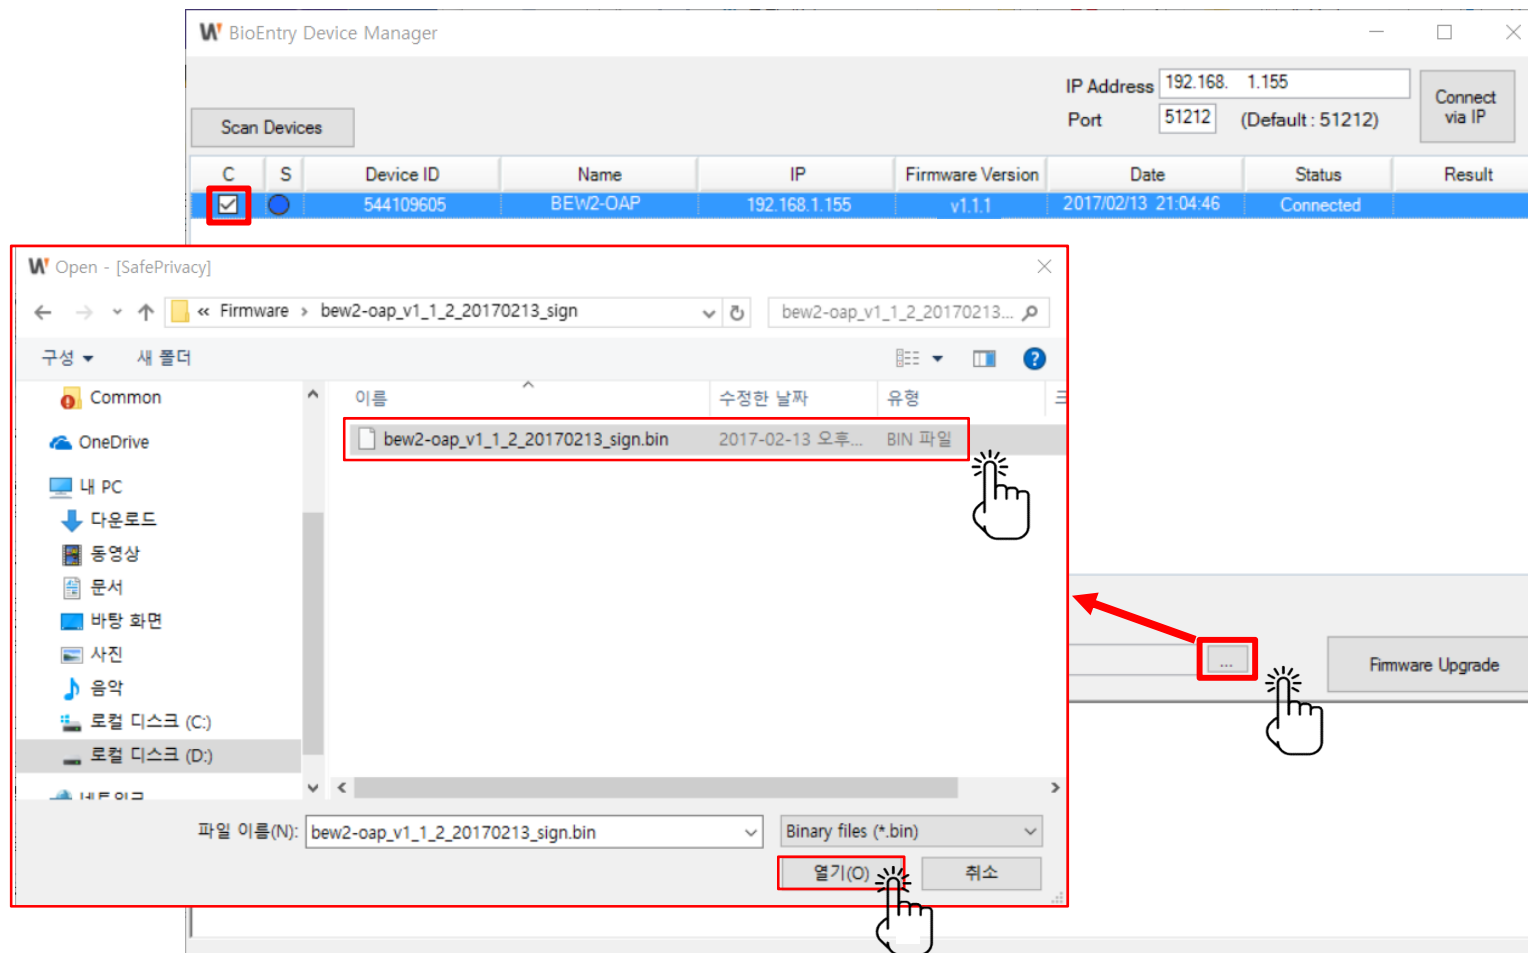 BioEntry Device Manager
IP Address 192.168. 1.155
Connect via IP
Port 51212 (Default : 51212)
Scan Devices
C S Device ID Name IP Firmware Version Date Status Result
544109605 BEW2-OAP 192.168.1.155 v1.1.1 2017/02/13 21:04:46 Connected
Open - [SafePrivacy]
« Firmware › bew2-oap_v1_1_2_20170213_sign
bew2-oap_v1_1_2_20170213...
구성 새 폴더
이름 수정한 날짜 유형
bew2-oap_v1_1_2_20170213_sign.bin 2017-02-13 오후... BIN 파일
Common
OneDrive
내 PC
다운로드
동영상
문서
바탕 화면
사진
음악
로컬 디스크 (C:)
로컬 디스크 (D:)
... Firmware Upgrade
파일 이름(N): bew2-oap_v1_1_2_20170213_sign.bin Binary files (*.bin)
열기(O) 취소